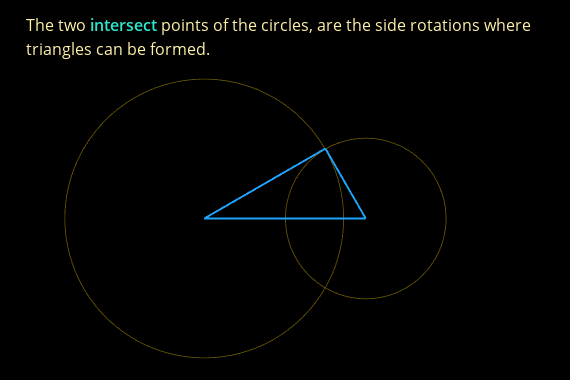 The two intersect points of the circles, are the side rotations where
triangles can be formed.